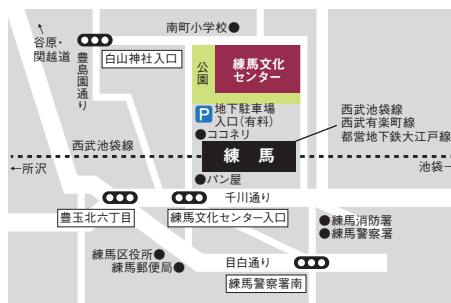 南町小学校
谷原・
関越道
豊島園通り
白山神社入口
公園
練馬文化
センター
P
地下駐車場
入口(有料)
ココネリ
西武池袋線
西武有楽町線
都営地下鉄大江戸線
西武池袋線
練馬
←所沢
池袋→
パン屋
千川通り
豊玉北六丁目
練馬文化センター入口
練馬消防署
練馬警察署
練馬区役所
練馬郵便局
目白通り
練馬警察署南